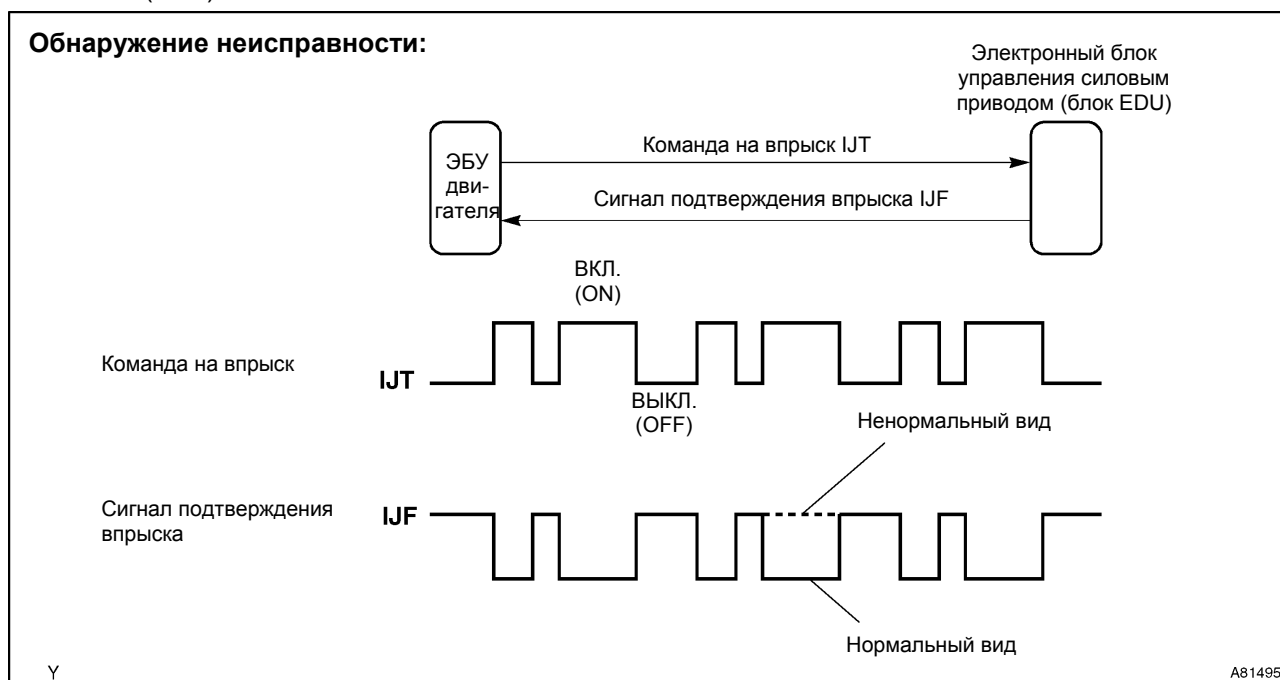 Обнаружение неисправности:
Электронный блок
управления силовым
приводом (блок EDU)
ЭБУ
дви-
гателя
Команда на впрыск IJT
Сигнал подтверждения впрыска IJF
ВКЛ.
(ON)
Команда на впрыск
IJT
ВЫКЛ.
(OFF)
Ненормальный вид
Сигнал подтверждения
впрыска
IJF
Нормальный вид
Y
A81495